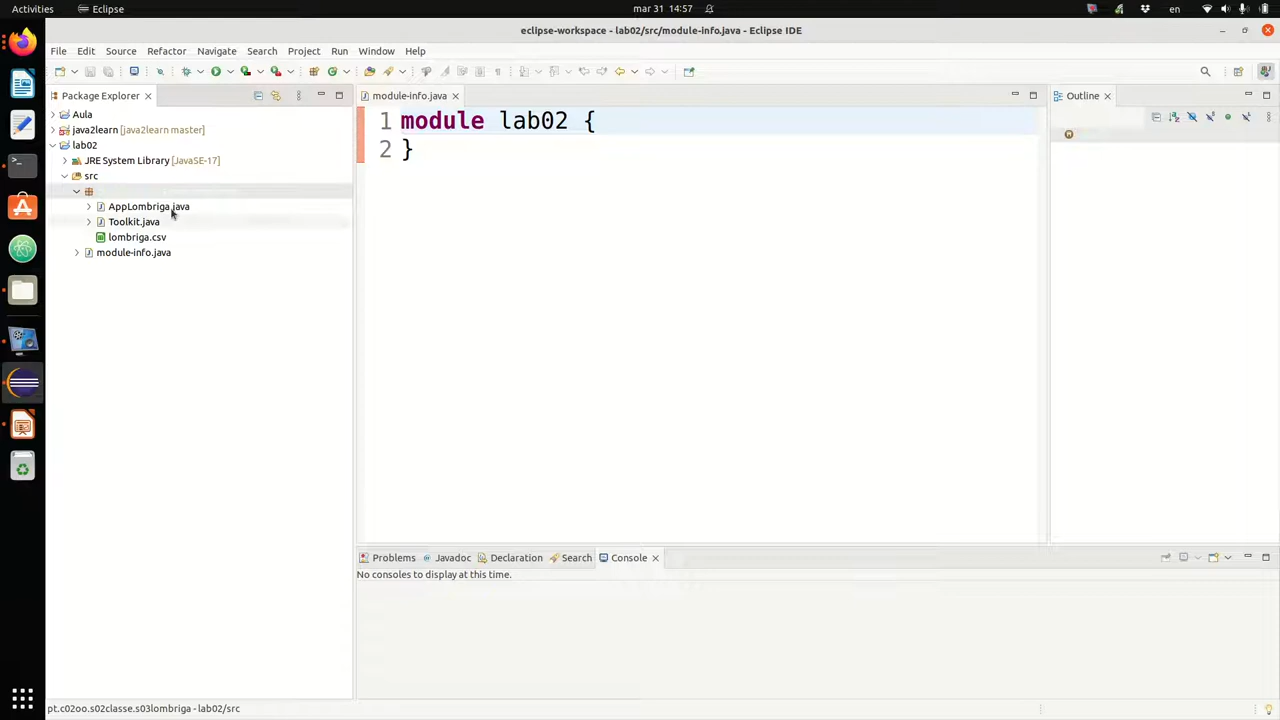 Activities Eclipse mar 31 14:57 en
eclipse-workspace - lab02/src/module-info.java - Eclipse IDE
File Edit Source Refactor Navigate Search Project Run Window Help
Package Explorer
Aula
java2learn [java2learn master]
lab02
JRE System Library [JavaSE-17]
src
AppLombriga.java
Toolkit.java
lombriga.csv
module-info.java
module-info.java
1 module lab02 {
2 }
Outline
Problems Javadoc Declaration Search Console
No consoles to display at this time.
pt.c02oo.s02classe.s03lombriga - lab02/src